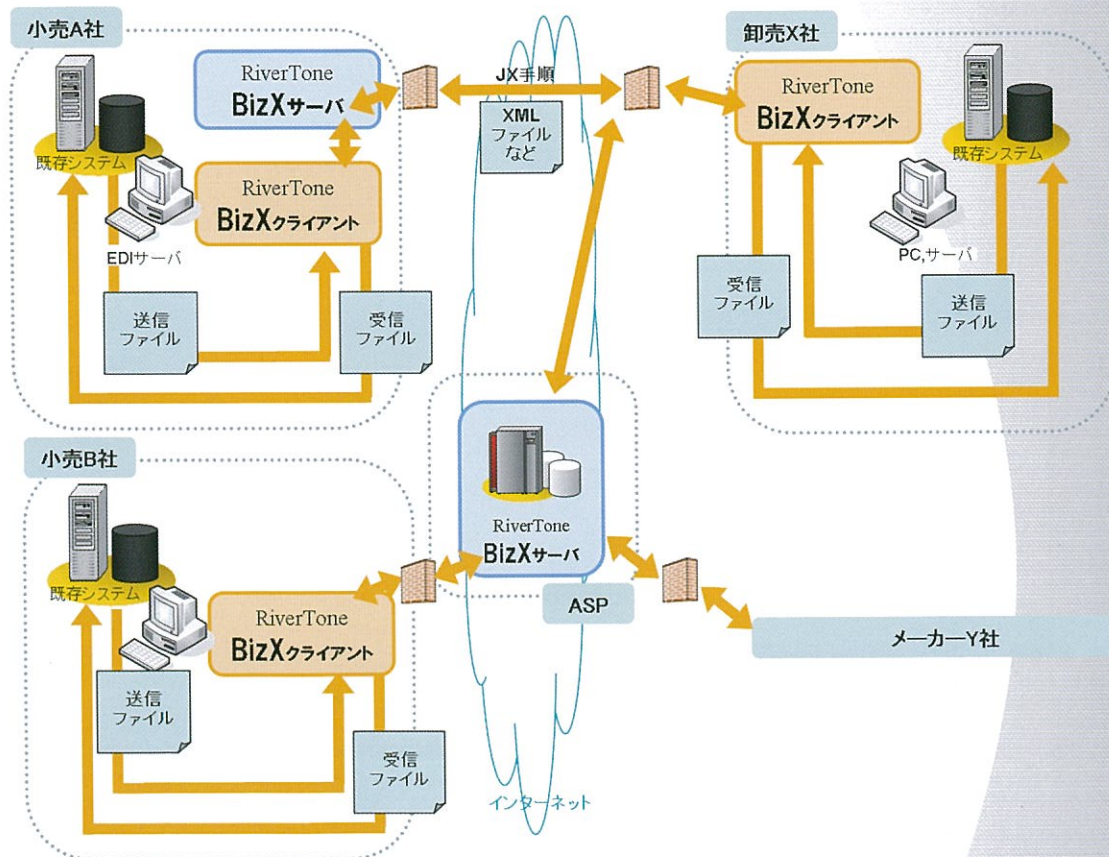 小売A社
RiverTone
BizXサーバ
既存システム
RiverTone
BizXクライアント
EDIサーバ
送信
ファイル
受信
ファイル
JX手順
XML
ファイル
など
卸売X社
RiverTone
BizXクライアント
既存システム
PC,サーバ
受信
ファイル
送信
ファイル
小売B社
既存システム
RiverTone
BizXクライアント
送信
ファイル
受信
ファイル
RiverTone
BizXサーバ
ASP
メーカーY社
インターネット